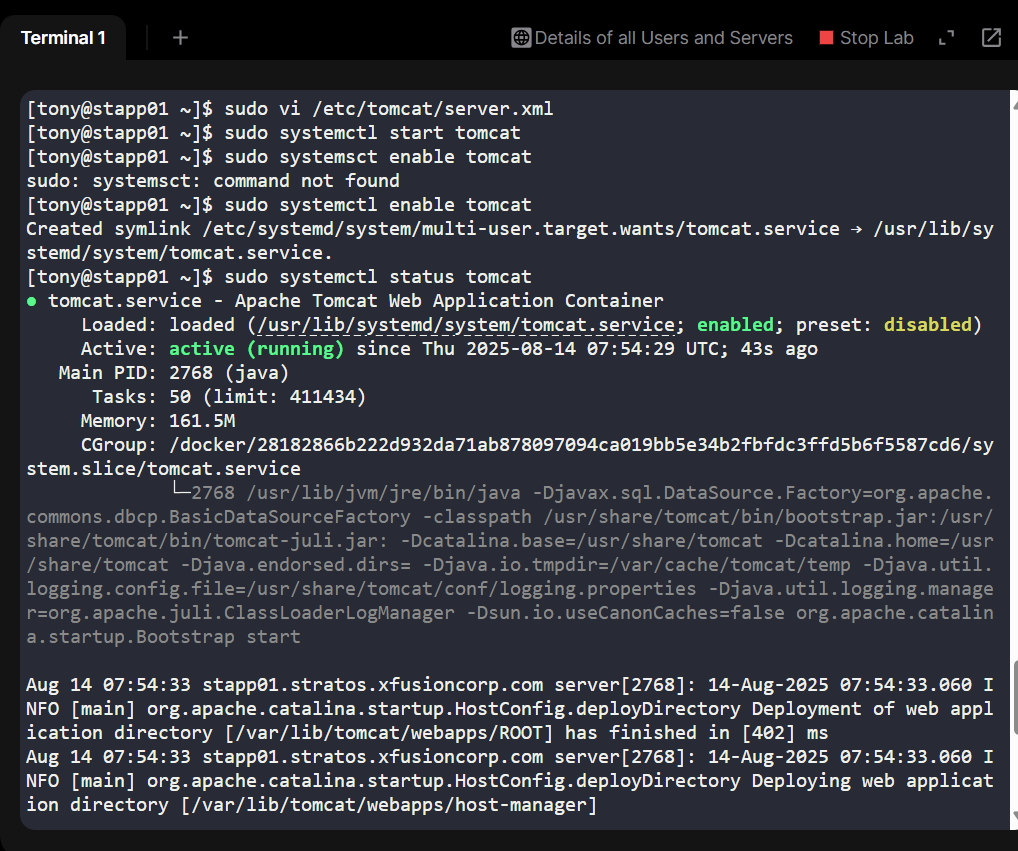 Terminal 1
+
Details of all Users and Servers
Stop Lab
[tony@stapp01 ~]$ sudo vi /etc/tomcat/server.xml
[tony@stapp01 ~]$ sudo systemctl start tomcat
[tony@stapp01 ~]$ sudo systemsct enable tomcat
sudo: systemsct: command not found
[tony@stapp01 ~]$ sudo systemctl enable tomcat
Created symlink /etc/systemd/system/multi-user.target.wants/tomcat.service → /usr/lib/sy
stemd/system/tomcat.service.
[tony@stapp01 ~]$ sudo systemctl status tomcat
● tomcat.service - Apache Tomcat Web Application Container
     Loaded: loaded (/usr/lib/systemd/system/tomcat.service; enabled; preset: disabled)
     Active: active (running) since Thu 2025-08-14 07:54:29 UTC; 43s ago
   Main PID: 2768 (java)
      Tasks: 50 (limit: 411434)
     Memory: 161.5M
     CGroup: /docker/28182866b222d932da71ab878097094ca019bb5e34b2fbfdc3ffd5b6f5587cd6/sy
stem.slice/tomcat.service
             └─2768 /usr/lib/jvm/jre/bin/java -Djavax.sql.DataSource.Factory=org.apache.
commons.dbcp.BasicDataSourceFactory -classpath /usr/share/tomcat/bin/bootstrap.jar:/usr/
share/tomcat/bin/tomcat-juli.jar: -Dcatalina.base=/usr/share/tomcat -Dcatalina.home=/usr
/share/tomcat -Djava.endorsed.dirs= -Djava.io.tmpdir=/var/cache/tomcat/temp -Djava.util.
logging.config.file=/usr/share/tomcat/conf/logging.properties -Djava.util.logging.manage
r=org.apache.juli.ClassLoaderLogManager -Dsun.io.useCanonCaches=false org.apache.catalin
a.startup.Bootstrap start
Aug 14 07:54:33 stapp01.stratos.xfusioncorp.com server[2768]: 14-Aug-2025 07:54:33.060 I
NFO [main] org.apache.catalina.startup.HostConfig.deployDirectory Deployment of web appl
ication directory [/var/lib/tomcat/webapps/ROOT] has finished in [402] ms
Aug 14 07:54:33 stapp01.stratos.xfusioncorp.com server[2768]: 14-Aug-2025 07:54:33.060 I
NFO [main] org.apache.catalina.startup.HostConfig.deployDirectory Deploying web applicat
ion directory [/var/lib/tomcat/webapps/host-manager]